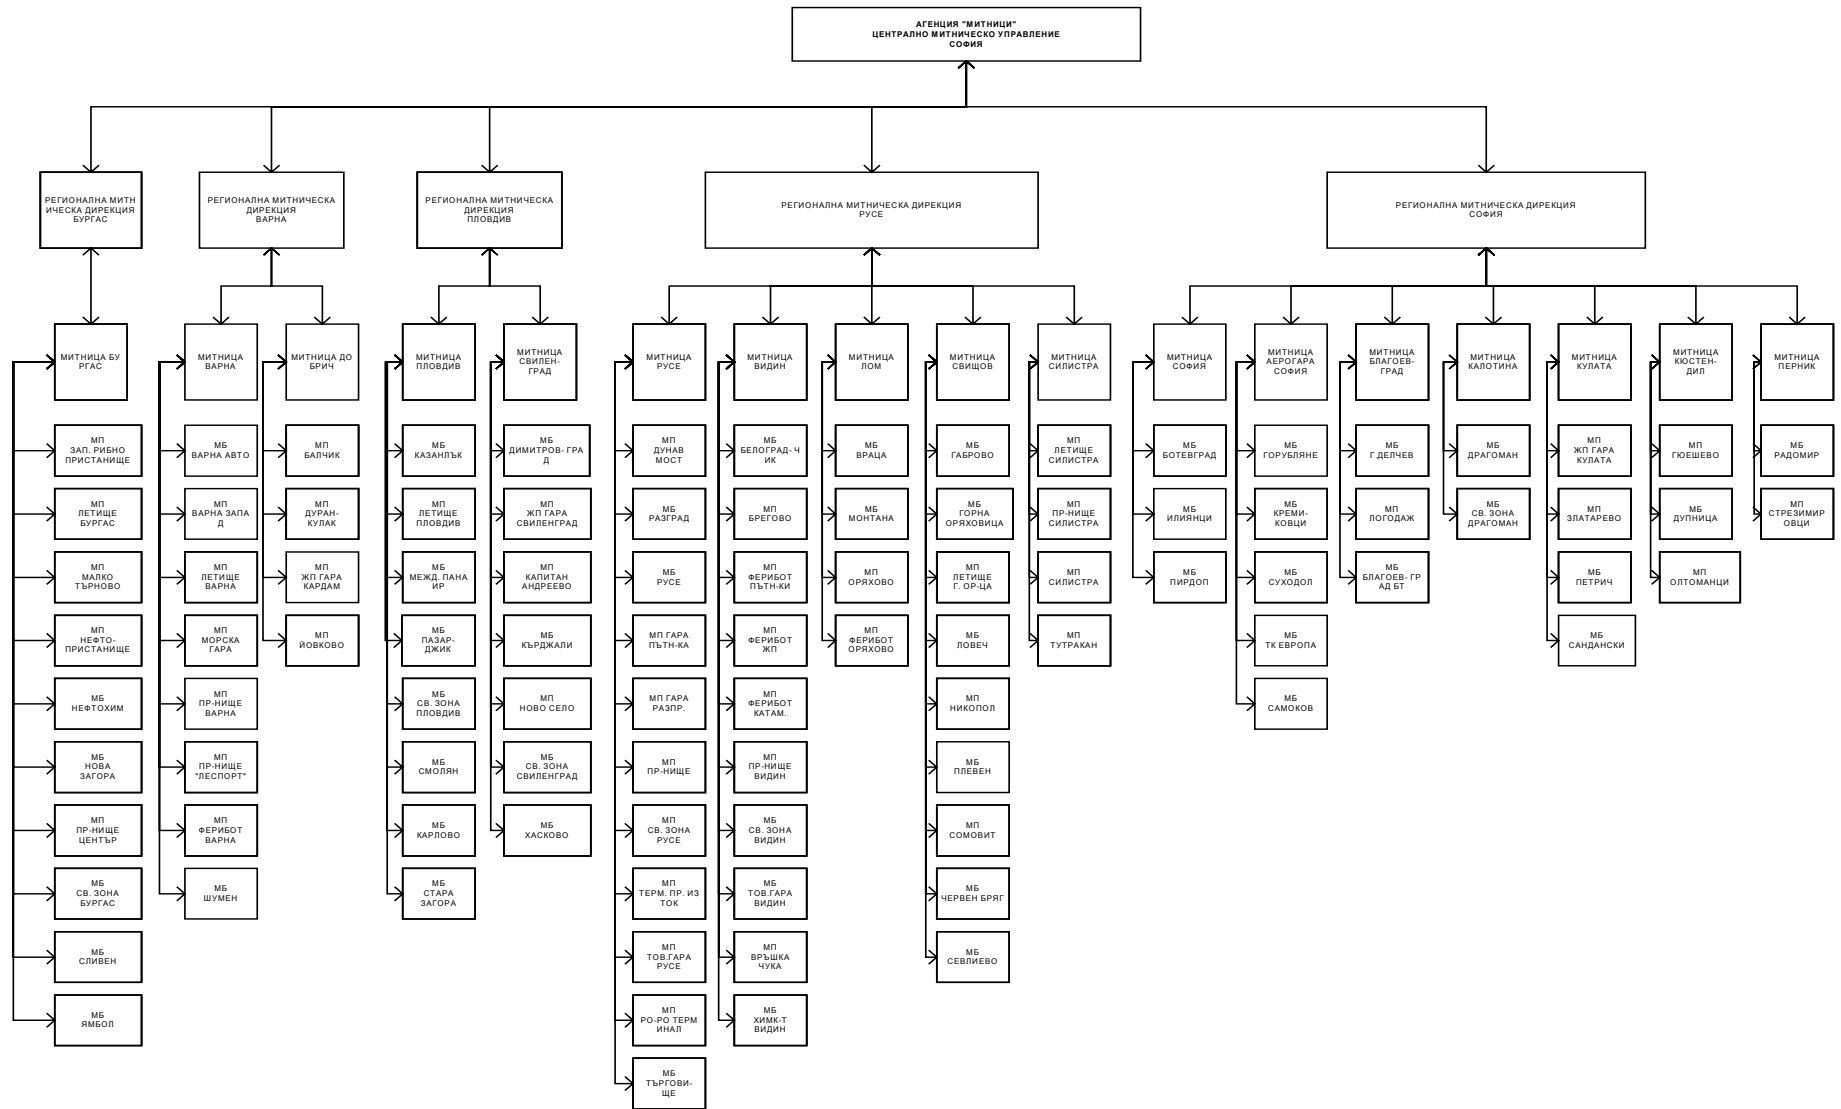 АГЕНЦИЯ "МИТНИЦИ"
ЦЕНТРАЛНО МИТНИЧЕСКО УПРАВЛЕНИЕ
СОФИЯ
РЕГИОНАЛНА МИТН
ИЧЕСКА ДИРЕКЦИЯ
БУРГАС
РЕГИОНАЛНА МИТНИЧЕСКА
ДИРЕКЦИЯ
ВАРНА
РЕГИОНАЛНА МИТНИЧЕСКА
ДИРЕКЦИЯ
ПЛОВДИВ
РЕГИОНАЛНА МИТНИЧЕСКА ДИРЕКЦИЯ
РУСЕ
РЕГИОНАЛНА МИТНИЧЕСКА ДИРЕКЦИЯ
СОФИЯ
МИТНИЦА БУ
РГАС
МП
ЗАП. РИБНО
ПРИСТАНИЩЕ
МП
ЛЕТИЩЕ
БУРГАС
МП
МАЛКО
ТЪРНОВО
МП
НЕФТО-
ПРИСТАНИЩЕ
МБ
НЕФТОХИМ
МБ
НОВА
ЗАГОРА
МП
ПР-НИЩЕ
ЦЕНТЪР
МБ
СВ. ЗОНА
БУРГАС
МБ
СЛИВЕН
МБ
ЯМБОЛ
МИТНИЦА
ВАРНА
МБ
ВАРНА АВТО
МП
ВАРНА ЗАПА
Д
МП
ЛЕТИЩЕ
ВАРНА
МП
МОРСКА
ГАРА
МП
ПР-НИЩЕ
ВАРНА
МП
ПР-НИЩЕ
"ЛЕСПОРТ"
МП
ФЕРИБОТ
ВАРНА
МБ
ШУМЕН
МИТНИЦА ДО
БРИЧ
МП
БАЛЧИК
МП
ДУРАН-
КУЛАК
МП
ЖП ГАРА
КАРДАМ
МП
ЙОВКОВО
МИТНИЦА
ПЛОВДИВ
МБ
КАЗАНЛЪК
МП
ЛЕТИЩЕ
ПЛОВДИВ
МБ
МЕЖД. ПАНА
ИР
МБ
ПАЗАР-
ДЖИК
МБ
СВ. ЗОНА
ПЛОВДИВ
МБ
СМОЛЯН
МБ
КАРЛОВО
МБ
СТАРА
ЗАГОРА
МИТНИЦА
СВИЛЕН-
ГРАД
МБ
ДИМИТРОВ- ГРА
Д
МП
ЖП ГАРА
СВИЛЕНГРАД
МП
КАПИТАН
АНДРЕЕВО
МБ
КЪРДЖАЛИ
МП
НОВО СЕЛО
МБ
СВ. ЗОНА
СВИЛЕНГРАД
МБ
ХАСКОВО
МИТНИЦА
РУСЕ
МП
ДУНАВ
МОСТ
МБ
РАЗГРАД
МБ
РУСЕ
МП ГАРА
ПЪТН-КА
МП ГАРА
РАЗПР.
МП
ПР-НИЩЕ
МП
СВ. ЗОНА
РУСЕ
МП
ТЕРМ. ПР. ИЗ
ТОК
МП
ТОВ.ГАРА
РУСЕ
МП
РО-РО ТЕРМ
ИНАЛ
МБ
ТЪРГОВИ-
ЩЕ
МИТНИЦА
ВИДИН
МБ
БЕЛОГРАД- Ч
ИК
МП
БРЕГОВО
МП
ФЕРИБОТ
ПЪТН-КИ
МП
ФЕРИБОТ
ЖП
МП
ФЕРИБОТ
КАТАМ.
МП
ПР-НИЩЕ
ВИДИН
МБ
СВ. ЗОНА
ВИДИН
МБ
ТОВ.ГАРА
ВИДИН
МП
ВРЪШКА
ЧУКА
МБ
ХИМК-Т
ВИДИН
МИТНИЦА
ЛОМ
МБ
ВРАЦА
МБ
МОНТАНА
МП
ОРЯХОВО
МП
ФЕРИБОТ
ОРЯХОВО
МИТНИЦА
СВИЩОВ
МБ
ГАБРОВО
МБ
ГОРНА
ОРЯХОВИЦА
МП
ЛЕТИЩЕ
Г. ОР-ЦА
МБ
ЛОВЕЧ
МП
НИКОПОЛ
МБ
ПЛЕВЕН
МП
СОМОВИТ
МБ
ЧЕРВЕН БРЯГ
МБ
СЕВЛИЕВО
МИТНИЦА
СИЛИСТРА
МП
ЛЕТИЩЕ
СИЛИСТРА
МП
ПР-НИЩЕ
СИЛИСТРА
МП
СИЛИСТРА
МП
ТУТРАКАН
МИТНИЦА
СОФИЯ
МБ
БОТЕВГРАД
МБ
ИЛИЯНЦИ
МБ
ПИРДОП
МИТНИЦА
АЕРОГАРА
СОФИЯ
МБ
ГОРУБЛЯНЕ
МБ
КРЕМИ-
КОВЦИ
МБ
СУХОДОЛ
МБ
ТК ЕВРОПА
МБ
САМОКОВ
МИТНИЦА
БЛАГОЕВ-
ГРАД
МБ
Г.ДЕЛЧЕВ
МП
ЛОГОДАЖ
МБ
БЛАГОЕВ- ГР
АД БТ
МИТНИЦА
КАЛОТИНА
МБ
ДРАГОМАН
МБ
СВ. ЗОНА
ДРАГОМАН
МИТНИЦА
КУЛАТА
МП
ЖП ГАРА
КУЛАТА
МП
ЗЛАТАРЕВО
МБ
ПЕТРИЧ
МБ
САНДАНСКИ
МИТНИЦА
КЮСТЕН-
ДИЛ
МП
ГЮЕШЕВО
МБ
ДУПНИЦА
МП
ОЛТОМАНЦИ
МИТНИЦА
ПЕРНИК
МБ
РАДОМИР
МП
СТРЕЗИМИР
ОВЦИ